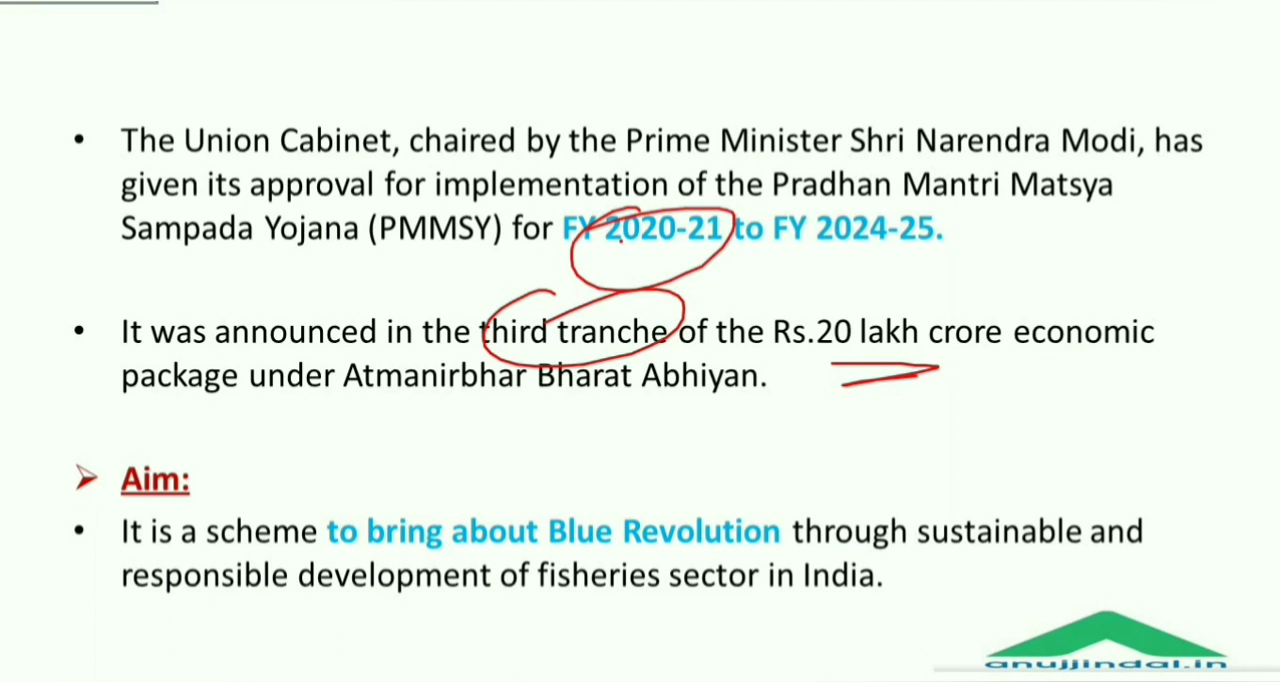 • The Union Cabinet, chaired by the Prime Minister Shri Narendra Modi, has
given its approval for implementation of the Pradhan Mantri Matsya
Sampada Yojana (PMMSY) for FY 2020-21 to FY 2024-25.
• It was announced in the third tranche of the Rs.20 lakh crore economic
package under Atmanirbhar Bharat Abhiyan.
➢ Aim:
• It is a scheme to bring about Blue Revolution through sustainable and
responsible development of fisheries sector in India.
anujjindal.in